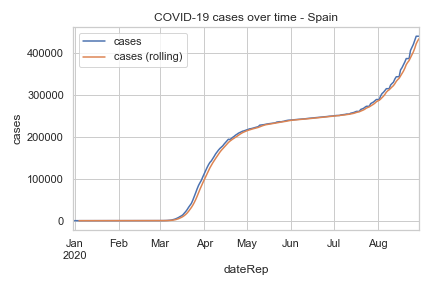 COVID-19 cases over time - Spain
cases
cases (rolling)
400000
300000
200000
100000
0
cases
Jan Feb Mar Apr May Jun Jul Aug
2020
dateRep